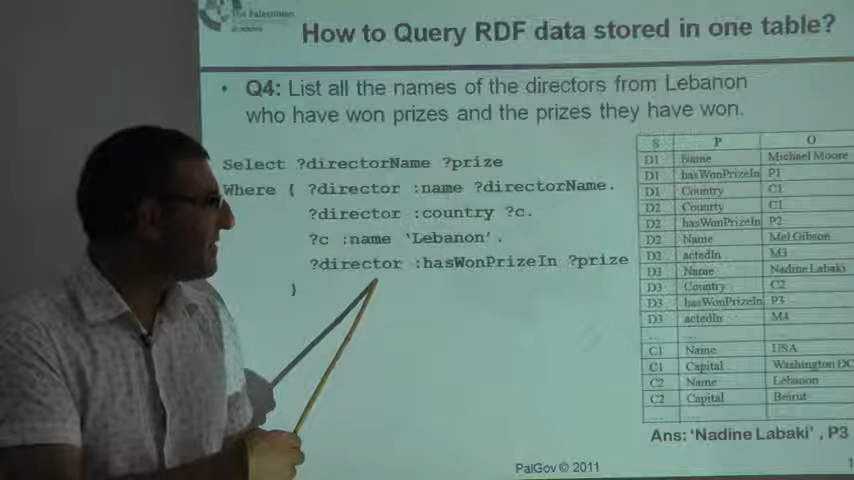 The Palestinian
How to Query RDF data stored in one table?
• Q4: List all the names of the directors from Lebanon
who have won prizes and the prizes they have won.
Select ?directorName ?prize
Where { ?director :name ?directorName.
?director :country ?c.
?c :name ‘Lebanon’.
?director :hasWonPrizeIn ?prize
}
S P O
D1 Name Michael Moore
D1 hasWonPrizeIn P1
D1 Country C1
D2 Counrty C1
D2 hasWonPrizeIn P2
D2 Name Mel Gibson
D2 actedIn M3
D3 Name Nadine Labaki
D3 Country C2
D3 hasWonPrizeIn P3
D3 actedIn M4
... ... ...
C1 Name USA
C1 Capital Washington DC
C2 Name Lebanon
C2 Capital Beirut
... ... ...
Ans: ‘Nadine Labaki’ , P3
PalGov © 2011
1